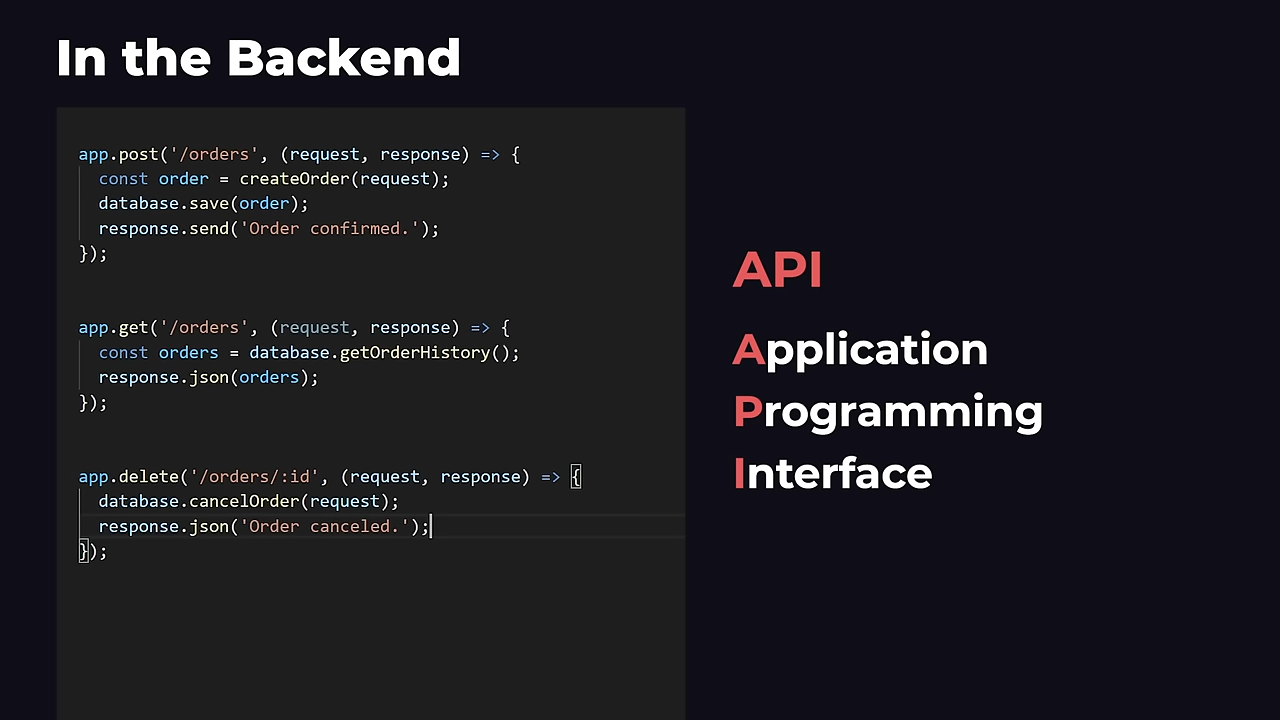 In the Backend
app.post('/orders', (request, response) => {
  const order = createOrder(request);
  database.save(order);
  response.send('Order confirmed.');
});
app.get('/orders', (request, response) => {
  const orders = database.getOrderHistory();
  response.json(orders);
});
app.delete('/orders/:id', (request, response) => {
  database.cancelOrder(request);
  response.json('Order canceled.');
});
API
Application
Programming
Interface